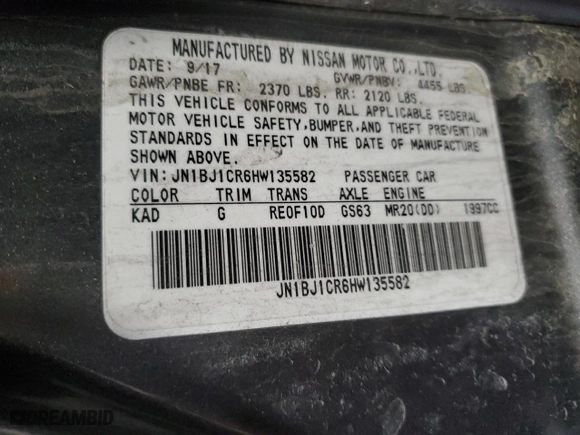 MANUFACTURED BY NISSAN MOTOR CO.,LTD.
DATE: 9/17 GVWR/PNBV: 4455 LBS
GAWR/PNBE FR: 2370 LBS. RR: 2120 LBS.
THIS VEHICLE CONFORMS TO ALL APPLICABLE FEDERAL
MOTOR VEHICLE SAFETY,BUMPER,AND THEFT PREVENTION
STANDARDS IN EFFECT ON THE DATE OF MANUFACTURE
SHOWN ABOVE.
VIN: JN1BJ1CR6HW135582 PASSENGER CAR
COLOR TRIM TRANS AXLE ENGINE
KAD G RE0F10D GS63 MR20(DD) 1997CC
JN1BJ1CR6HW135582
DREAMBID